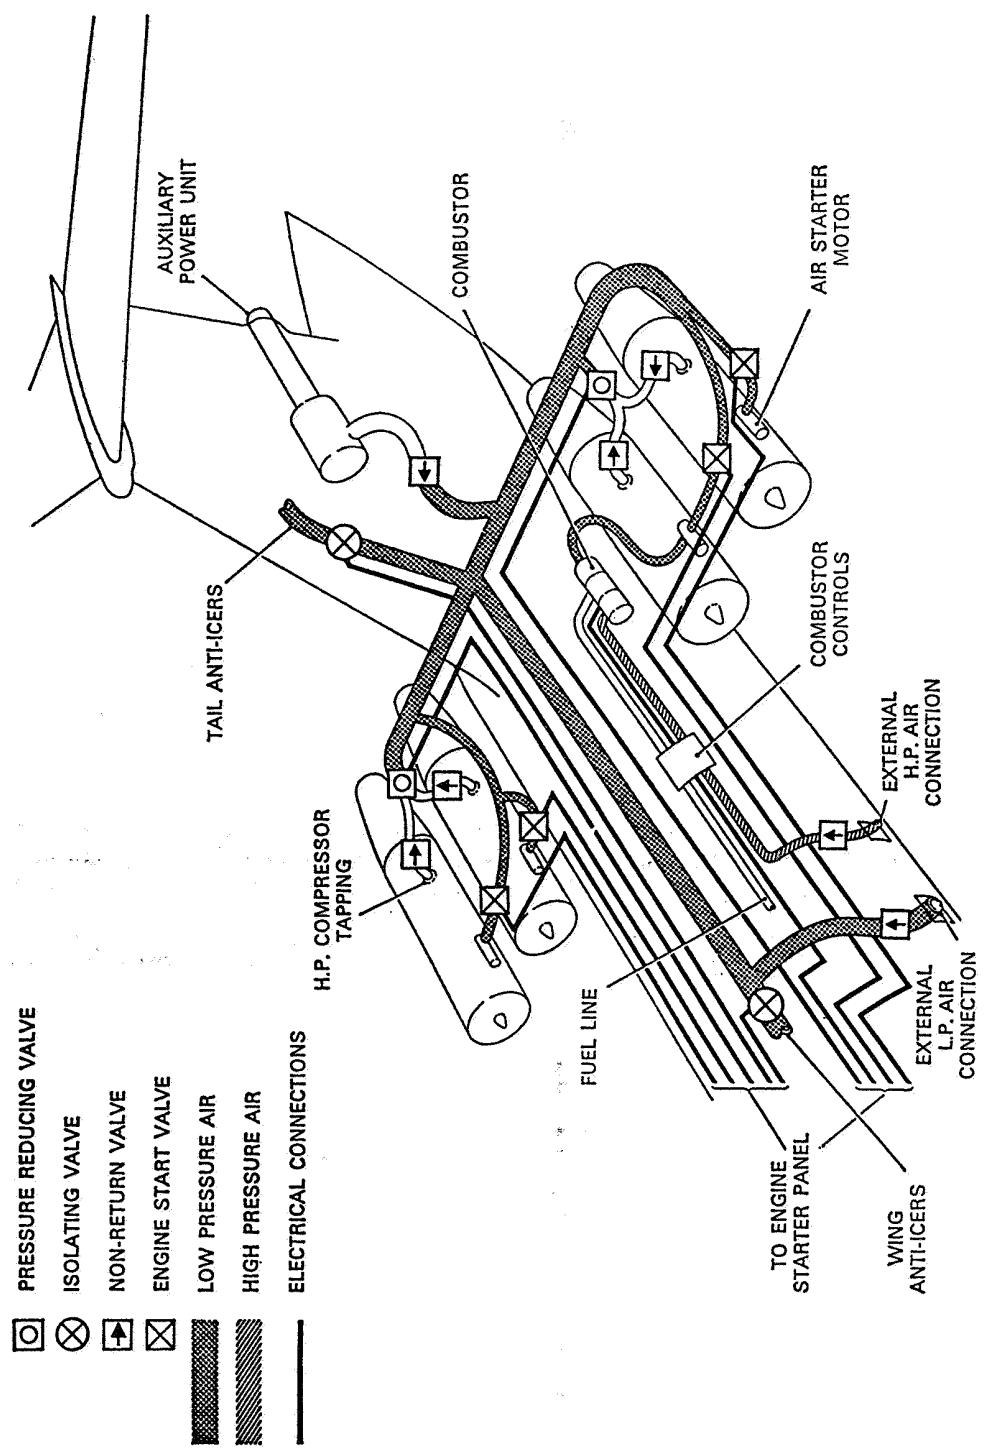 PRESSURE REDUCING VALVE
ISOLATING VALVE
NON-RETURN VALVE
ENGINE START VALVE
LOW PRESSURE AIR
HIGH PRESSURE AIR
ELECTRICAL CONNECTIONS
AUXILIARY
POWER UNIT
TAIL ANTI-ICERS
H.P. COMPRESSOR
TAPPING
COMBUSTOR
AIR STARTER
MOTOR
COMBUSTOR
CONTROLS
EXTERNAL
H.P. AIR
CONNECTION
FUEL LINE
EXTERNAL
L.P. AIR
CONNECTION
TO ENGINE
STARTER PANEL
WING
ANTI-ICERS